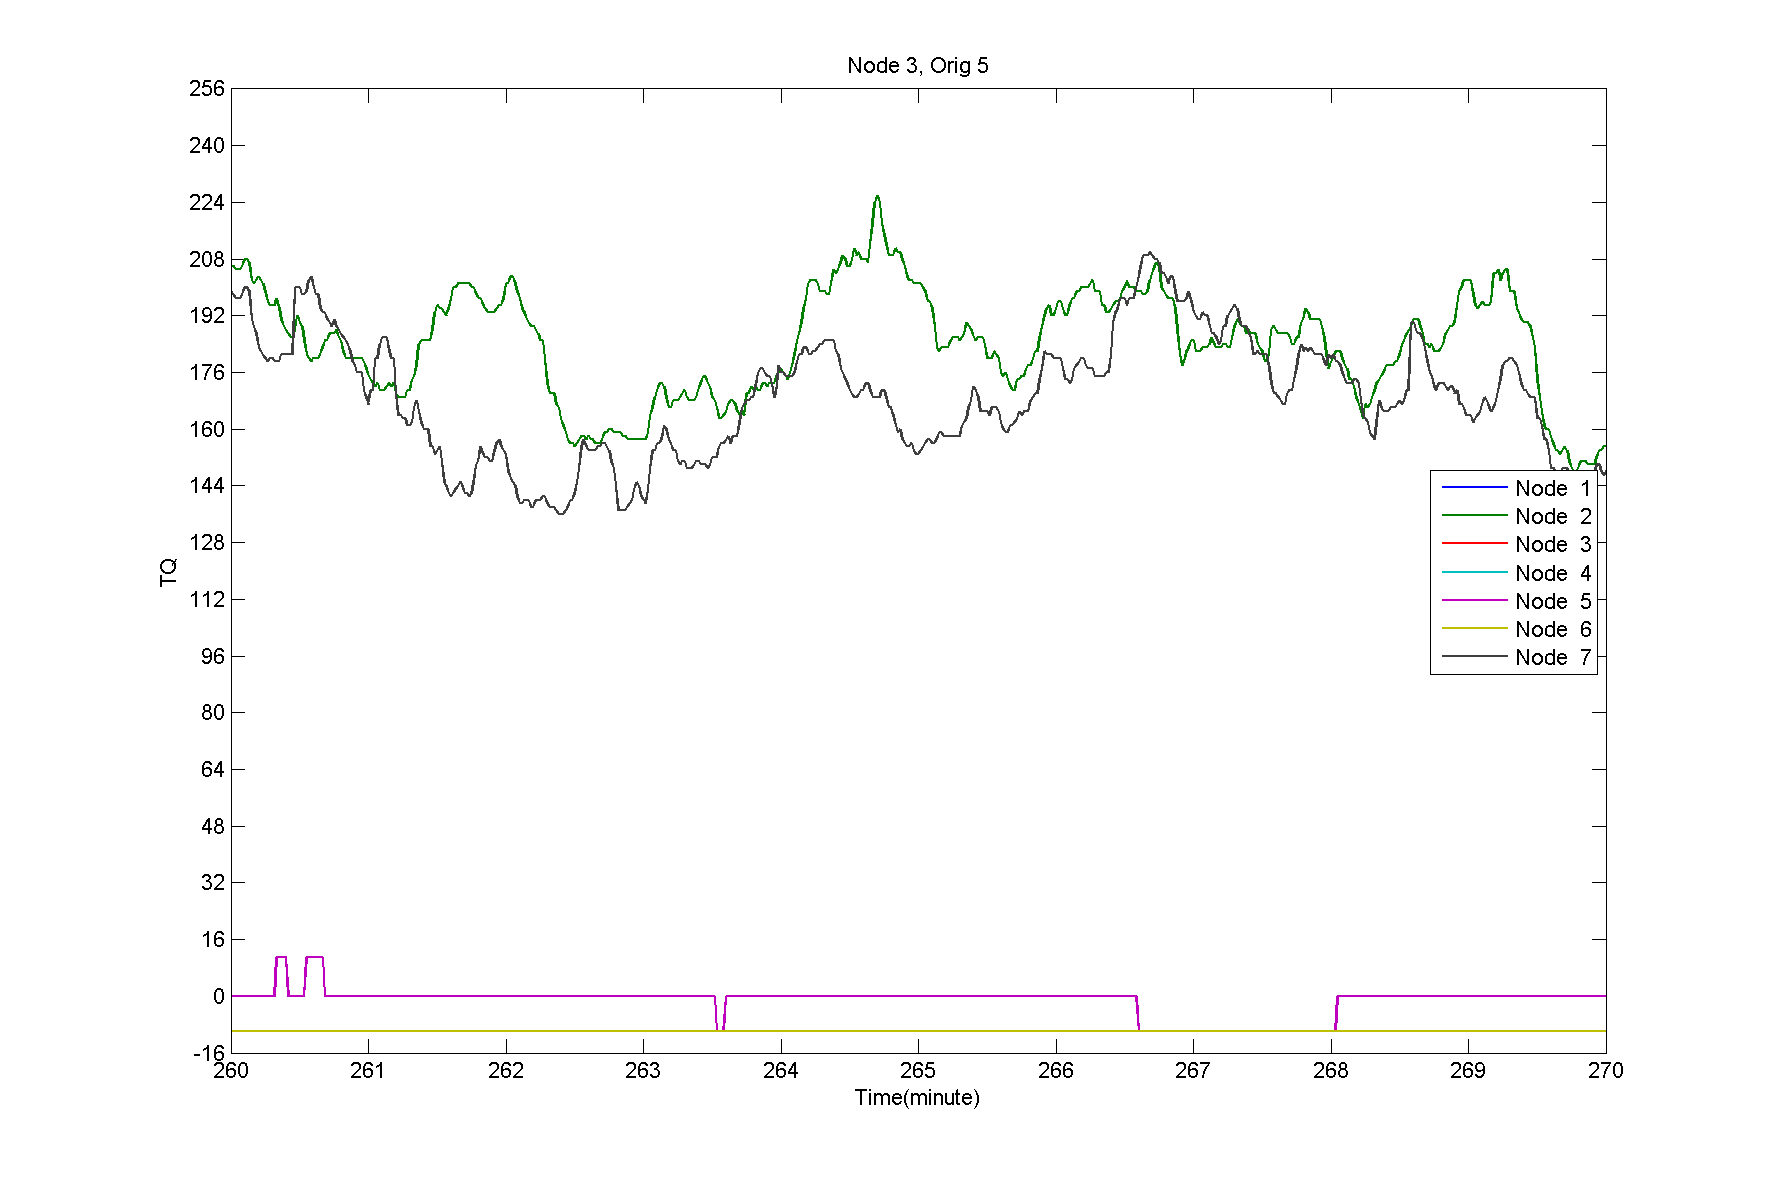 Node 3, Orig 5
256
240
224
208
192
176
160
144
128
112
96
80
64
48
32
16
0
-16
TQ
Node 1
Node 2
Node 3
Node 4
Node 5
Node 6
Node 7
260 261 262 263 264 265 266 267 268 269 270
Time(minute)